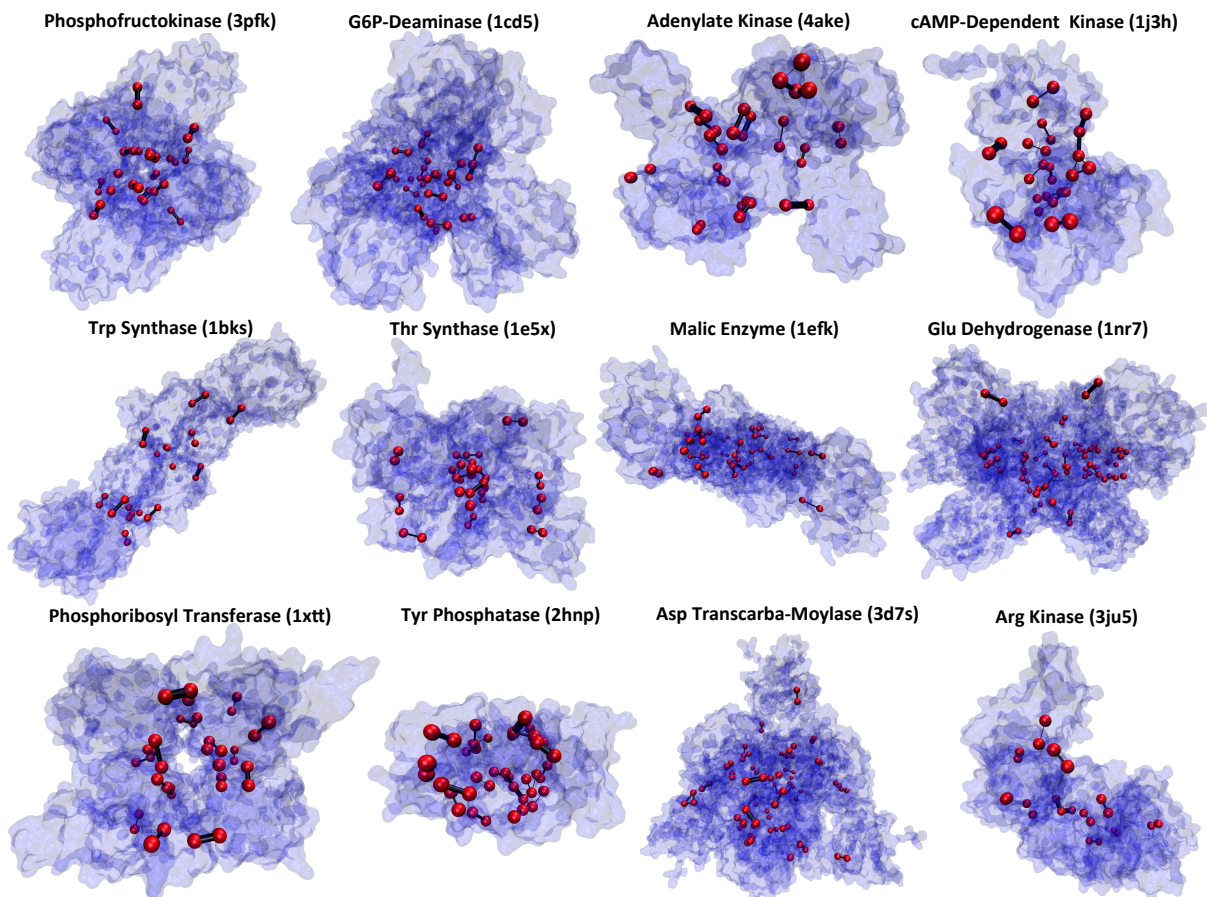 Phosphofructokinase (3pfk)
G6P-Deaminase (1cd5)
Adenylate Kinase (4ake)
cAMP-Dependent Kinase (1j3h)
Trp Synthase (1bks)
Thr Synthase (1e5x)
Malic Enzyme (1efk)
Glu Dehydrogenase (1nr7)
Phosphoribosyl Transferase (1xtt)
Tyr Phosphatase (2hnp)
Asp Transcarba-Moylase (3d7s)
Arg Kinase (3ju5)